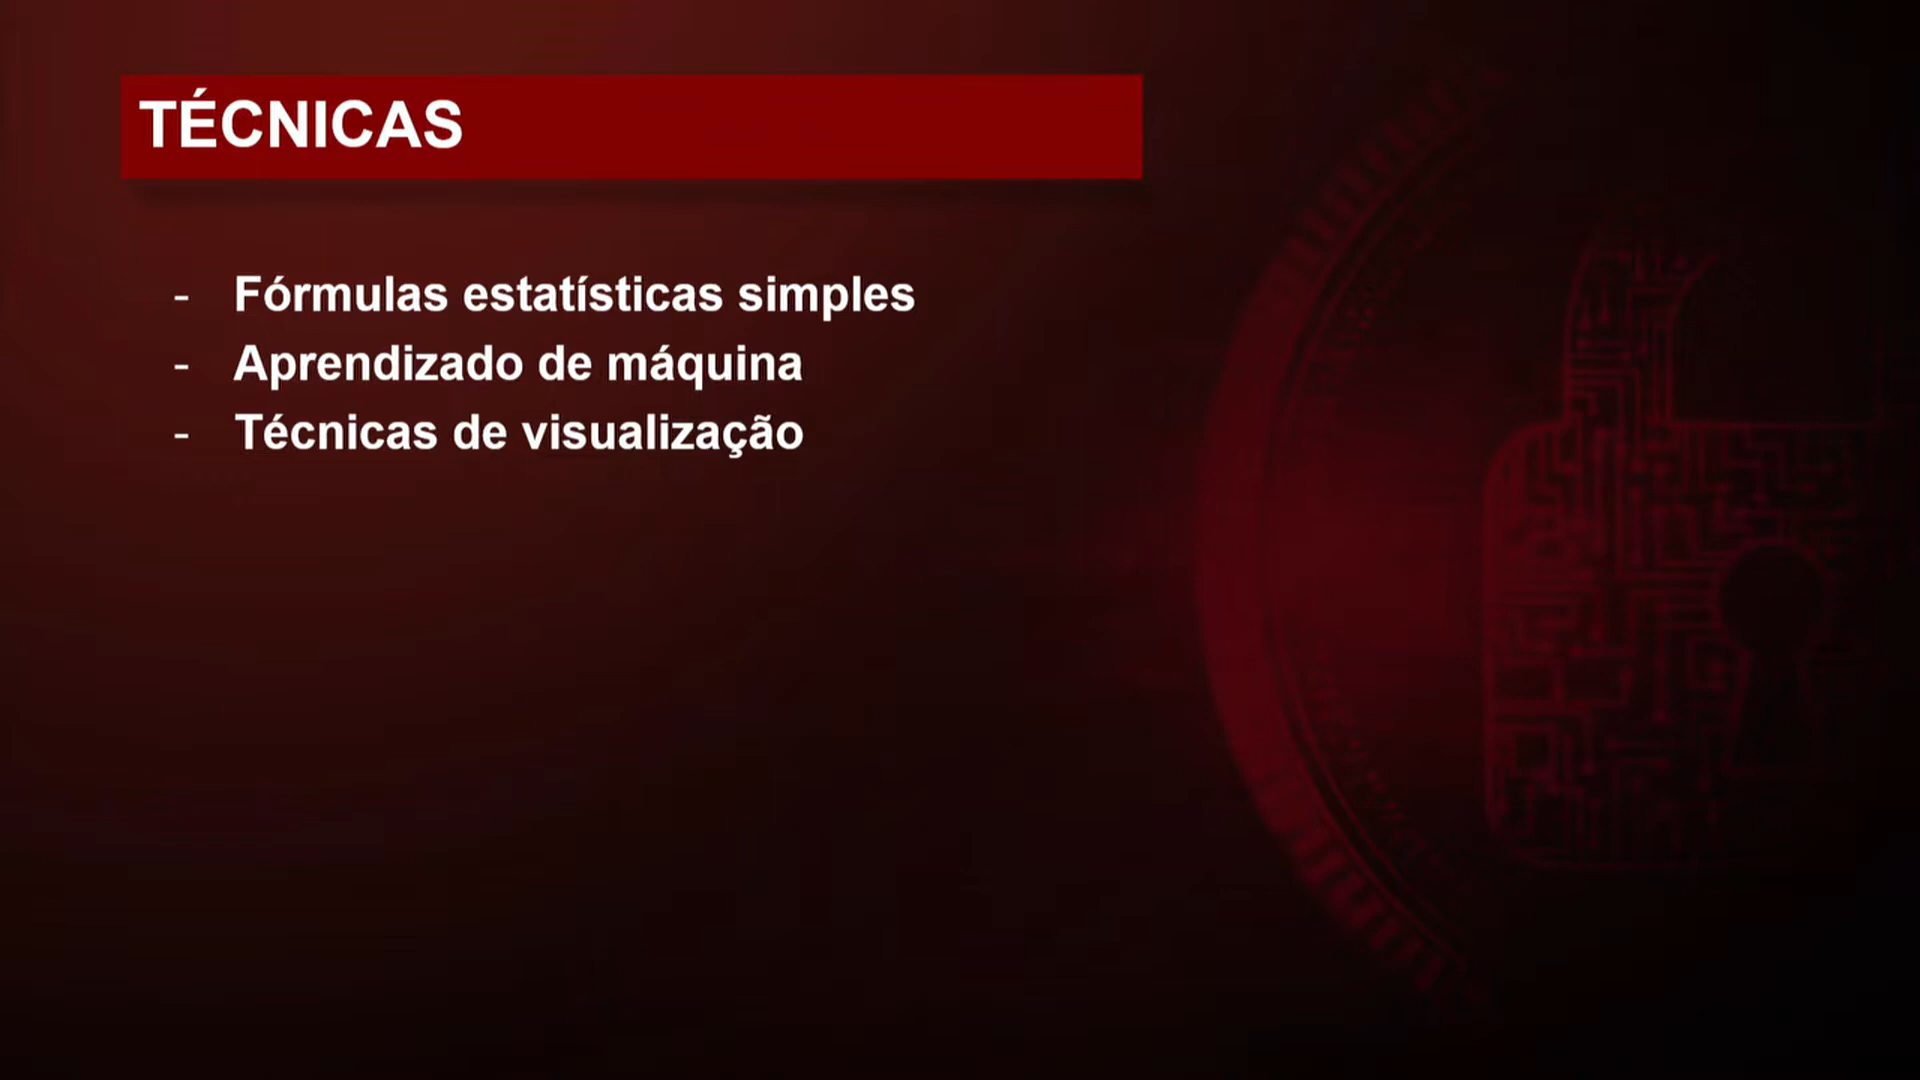 TÉCNICAS
- Fórmulas estatísticas simples
- Aprendizado de máquina
- Técnicas de visualização